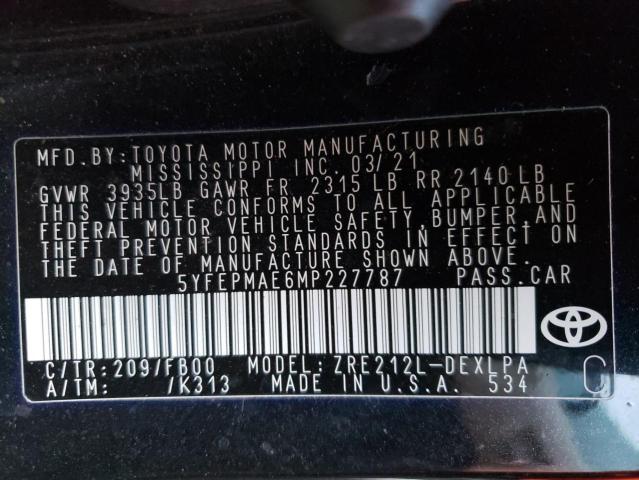 MFD.BY:TOYOTA MOTOR MANUFACTURING
MISSISSIPPI INC. 03/21
GVWR 3935LB GAWR FR 2315 LB RR 2140 LB
THIS VEHICLE CONFORMS TO ALL APPLICABLE
FEDERAL MOTOR VEHICLE SAFETY, BUMPER, AND
THEFT PREVENTION STANDARDS IN EFFECT ON
THE DATE OF MANUFACTURE SHOWN ABOVE.
5YFEPMAE6MP227787 PASS.CAR
C/TR:209/FB00 MODEL: ZRE212L-DEXLPA
A/TM: /K313 MADE IN U.S.A. 534
C